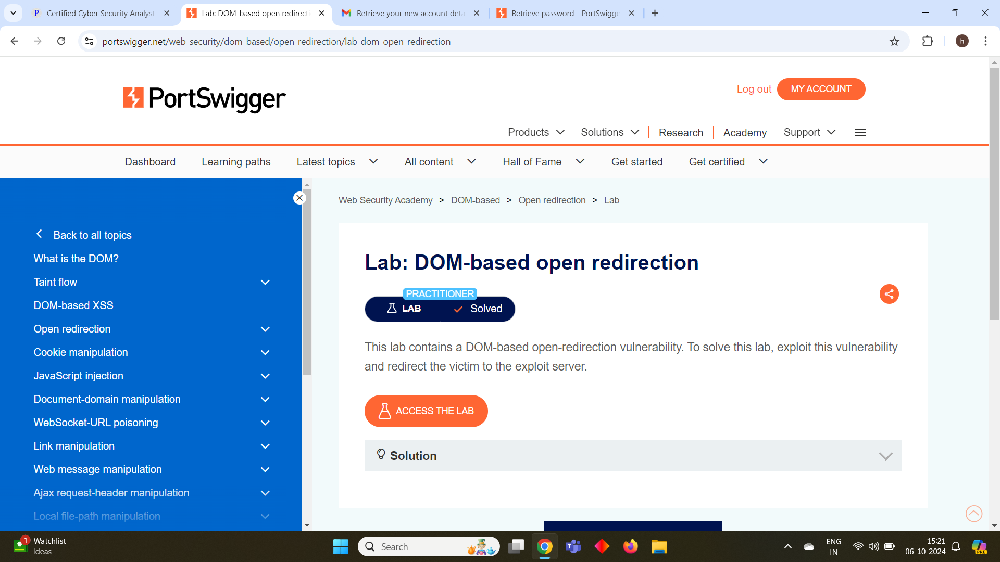 Certified Cyber Security Analyst
Lab: DOM-based open redirecti
Retrieve your new account deta
Retrieve password - PortSwigge
portswigger.net/web-security/dom-based/open-redirection/lab-dom-open-redirection
h
PortSwigger
Log out
MY ACCOUNT
Products
Solutions
Research
Academy
Support
Dashboard
Learning paths
Latest topics
All content
Hall of Fame
Get started
Get certified
Back to all topics
What is the DOM?
Taint flow
DOM-based XSS
Open redirection
Cookie manipulation
JavaScript injection
Document-domain manipulation
WebSocket-URL poisoning
Link manipulation
Web message manipulation
Ajax request-header manipulation
Local file-path manipulation
Web Security Academy > DOM-based > Open redirection > Lab
Lab: DOM-based open redirection
PRACTITIONER
LAB
Solved
This lab contains a DOM-based open-redirection vulnerability. To solve this lab, exploit this vulnerability
and redirect the victim to the exploit server.
ACCESS THE LAB
Solution
1
Watchlist
Ideas
Search
ENG
IN
15:21
06-10-2024
PRE